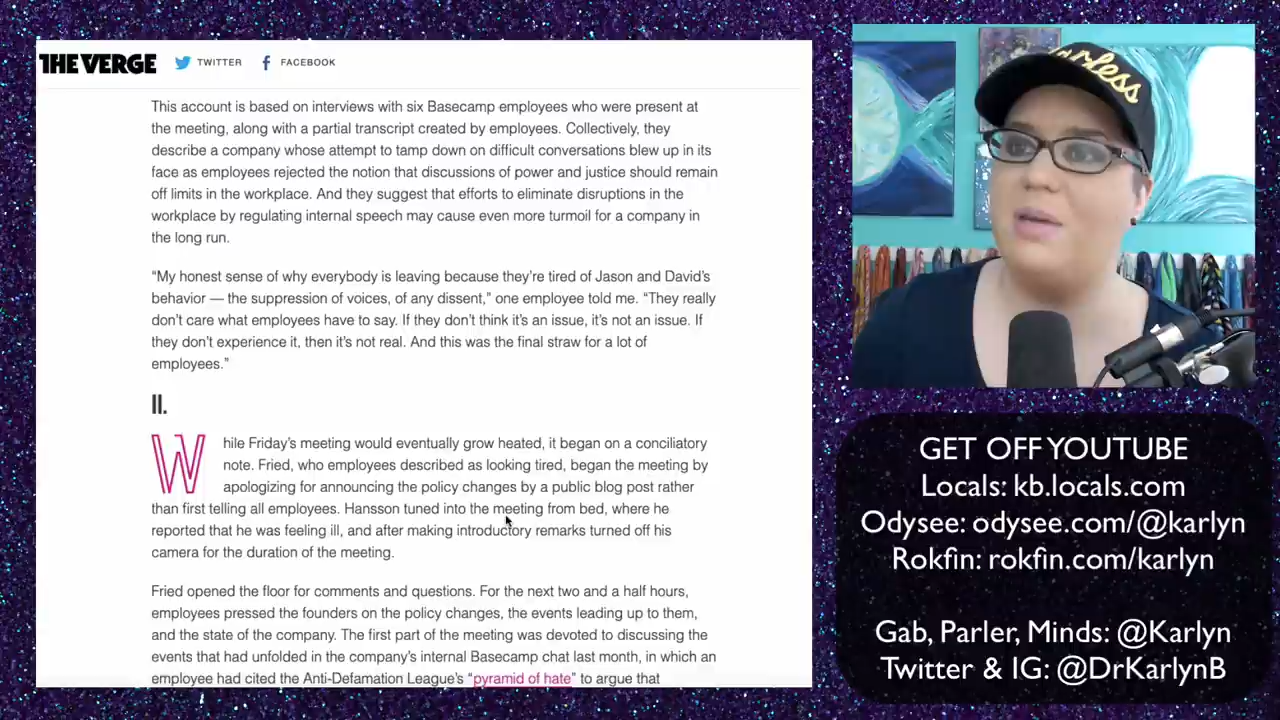 THE VERGE TWITTER FACEBOOK
This account is based on interviews with six Basecamp employees who were present at
the meeting, along with a partial transcript created by employees. Collectively, they
describe a company whose attempt to tamp down on difficult conversations blew up in its
face as employees rejected the notion that discussions of power and justice should remain
off limits in the workplace. And they suggest that efforts to eliminate disruptions in the
workplace by regulating internal speech may cause even more turmoil for a company in
the long run.
“My honest sense of why everybody is leaving because they’re tired of Jason and David’s
behavior — the suppression of voices, of any dissent,” one employee told me. “They really
don’t care what employees have to say. If they don’t think it’s an issue, it’s not an issue. If
they don’t experience it, then it’s not real. And this was the final straw for a lot of
employees.”
II.
While Friday’s meeting would eventually grow heated, it began on a conciliatory
note. Fried, who employees described as looking tired, began the meeting by
apologizing for announcing the policy changes by a public blog post rather
than first telling all employees. Hansson tuned into the meeting from bed, where he
reported that he was feeling ill, and after making introductory remarks turned off his
camera for the duration of the meeting.
Fried opened the floor for comments and questions. For the next two and a half hours,
employees pressed the founders on the policy changes, the events leading up to them,
and the state of the company. The first part of the meeting was devoted to discussing the
events that had unfolded in the company’s internal Basecamp chat last month, in which an
employee had cited the Anti-Defamation League’s “pyramid of hate” to argue that
GET OFF YOUTUBE
Locals: kb.locals.com
Odysee: odysee.com/@karlyn
Rokfin: rokfin.com/karlyn
Gab, Parler, Minds: @Karlyn
Twitter & IG: @DrKarlynB